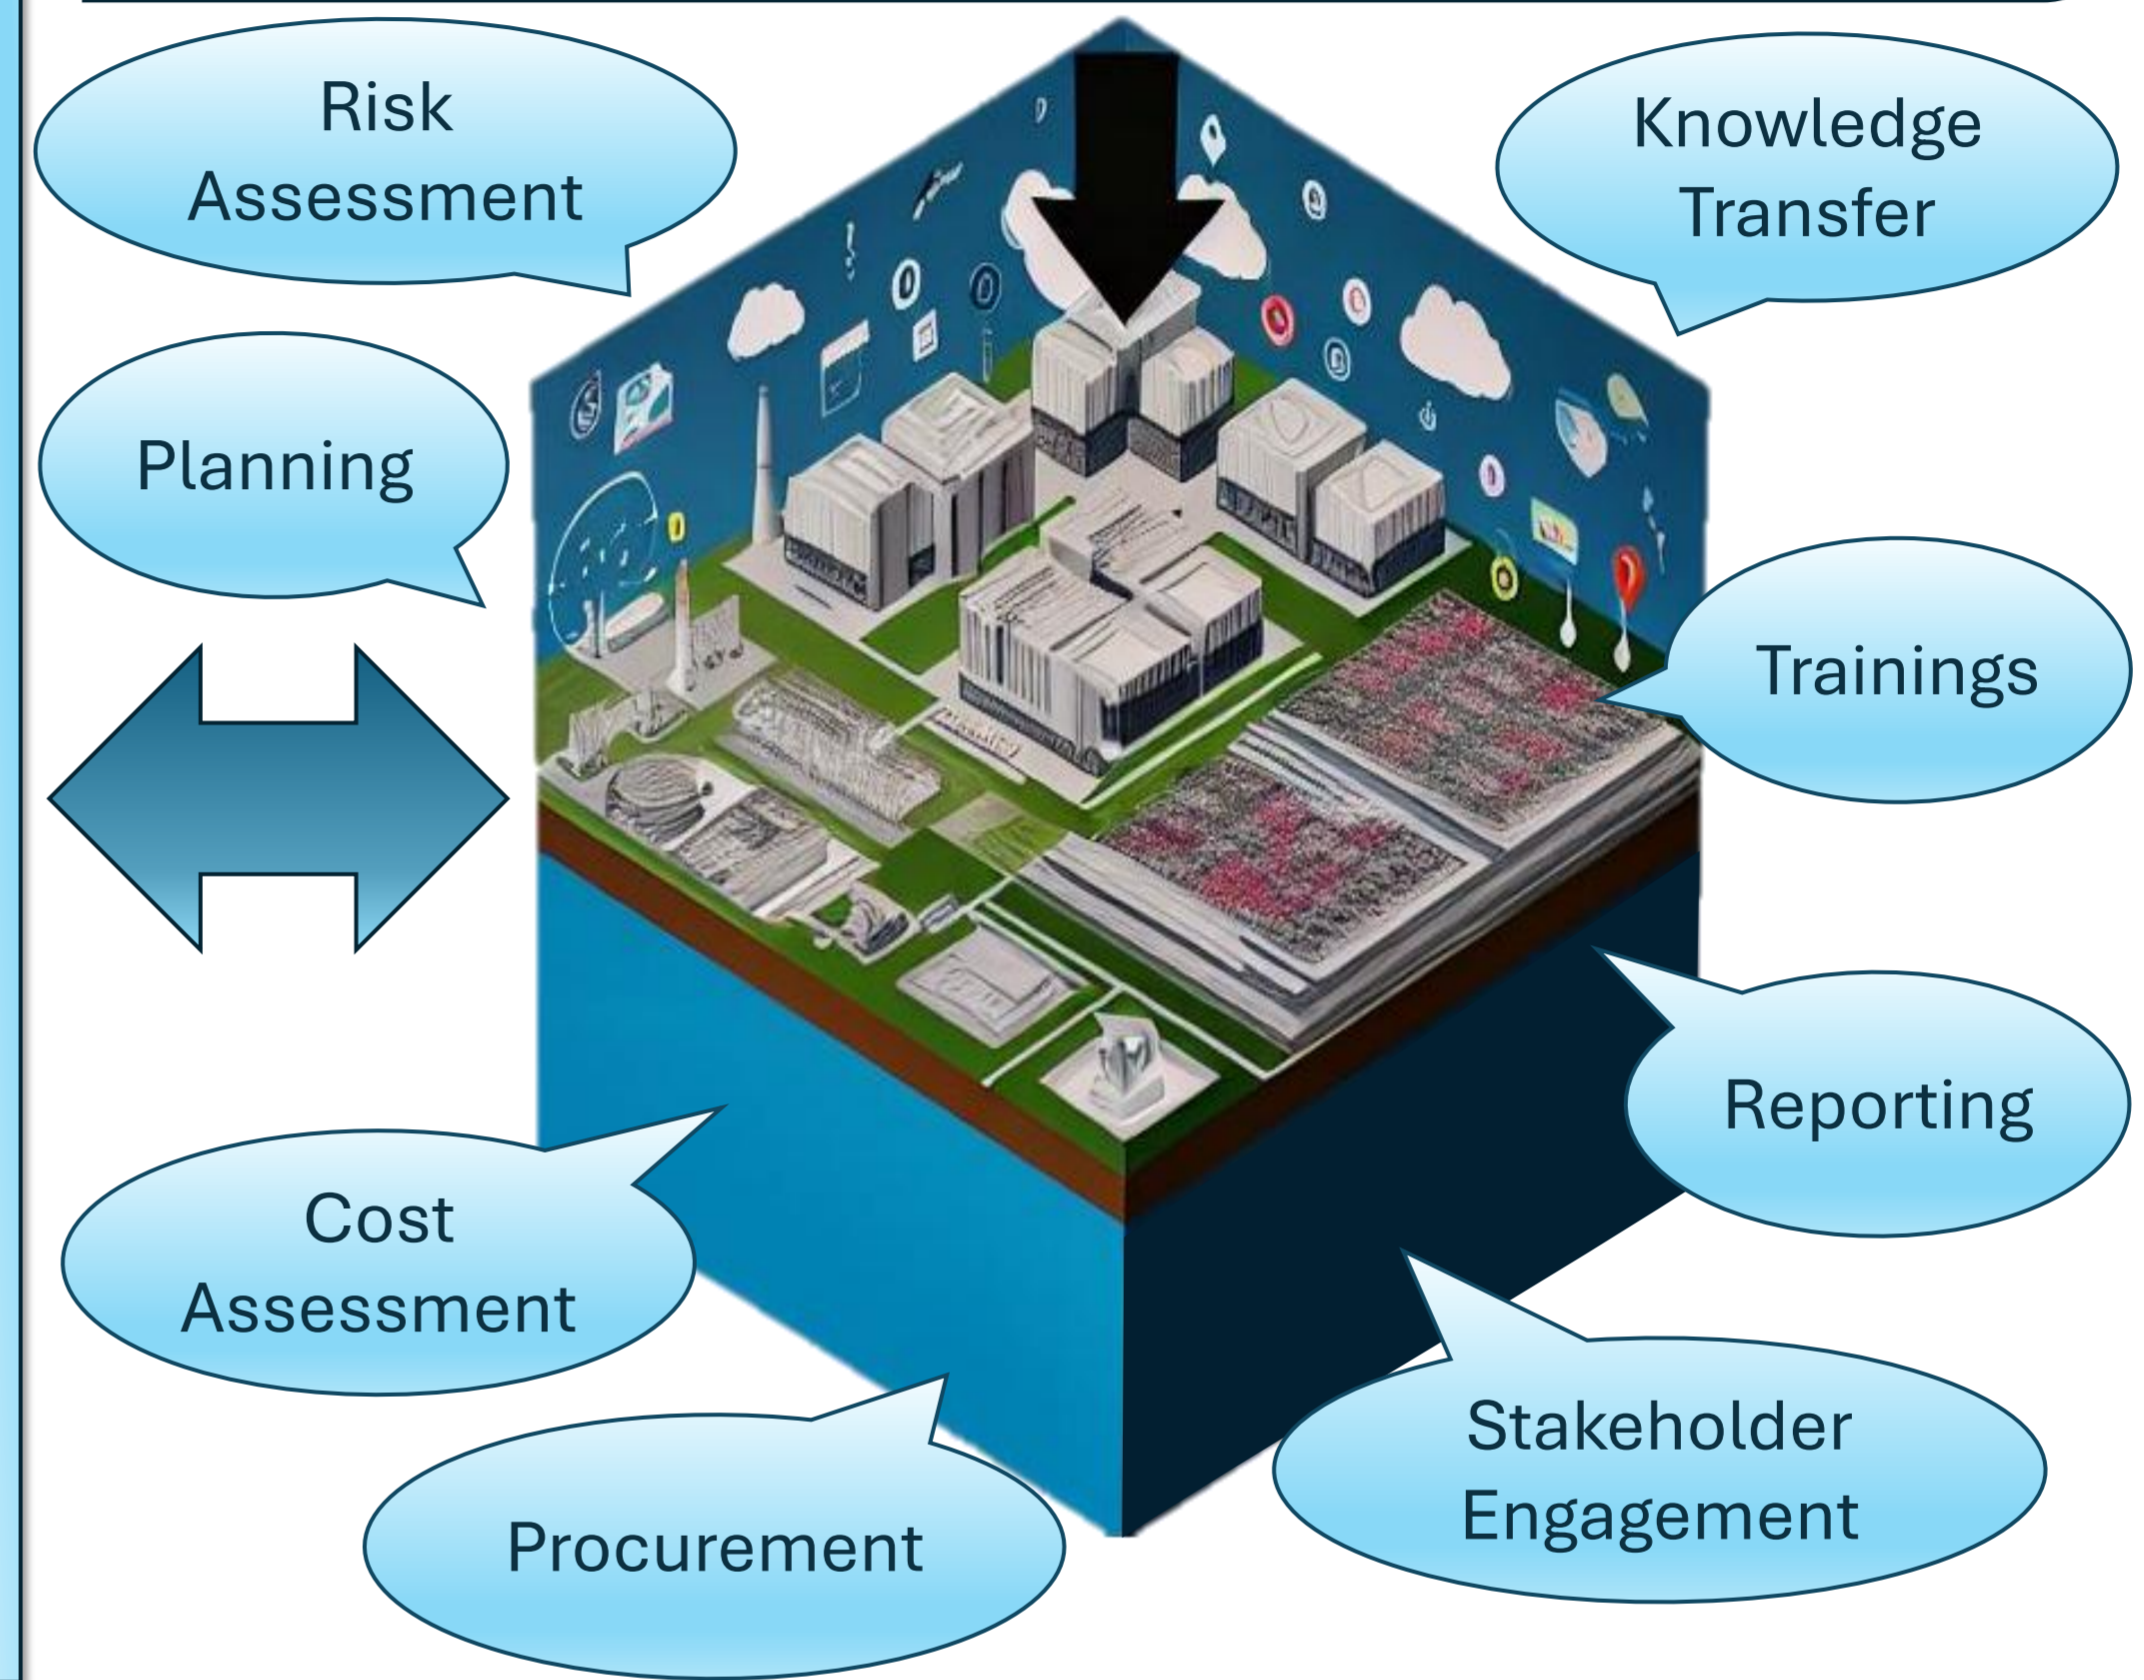 Risk
Assessment
Knowledge
Transfer
Planning
Trainings
Reporting
Cost
Assessment
Stakeholder
Engagement
Procurement